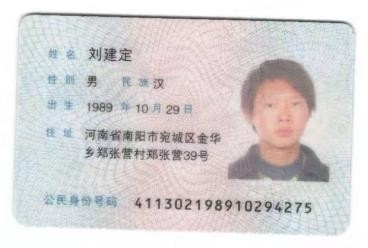 姓名 刘建定
性别 男 民族 汉
出生 1989 年 10 月 29 日
住址 河南省南阳市宛城区金华
乡郑张营村郑张营39号
公民身份号码 411302198910294275